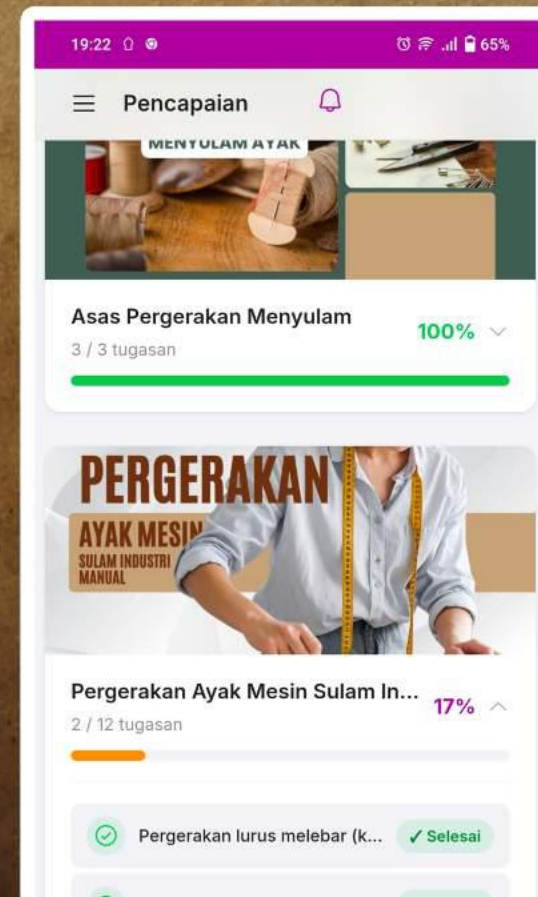 19:22
65%
Pencapaian
MENYULAM AYAK
Asas Pergerakan Menyulam
100%
3 / 3 tugasan
PERGERAKAN
AYAK MESIN
SULAM INDUSTRI
MANUAL
Pergerakan Ayak Mesin Sulam In...
17%
2 / 12 tugasan
Pergerakan lurus melebar (k...
✓ Selesai